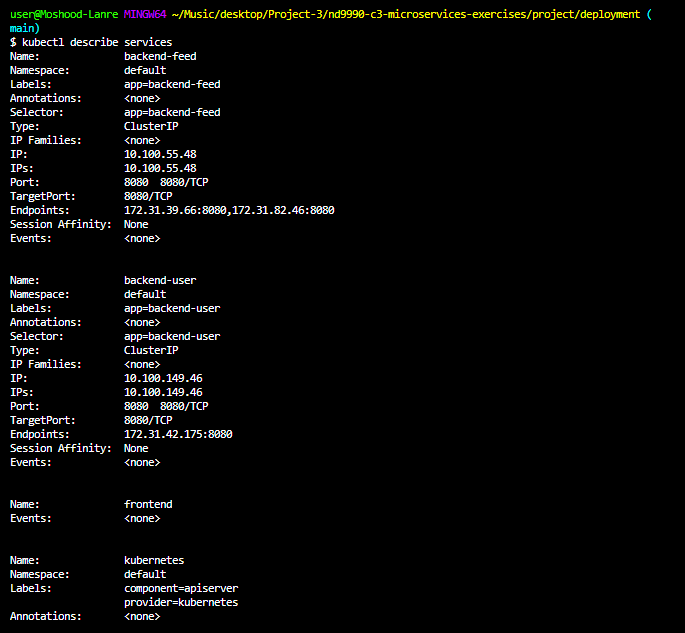 user@Moshood-Lanre MINGW64 ~/Music/desktop/Project-3/nd9990-c3-microservices-exercises/project/deployment (
main)
$ kubectl describe services
Name:              backend-feed
Namespace:         default
Labels:            app=backend-feed
Annotations:       <none>
Selector:          app=backend-feed
Type:              ClusterIP
IP Families:       <none>
IP:                10.100.55.48
IPs:               10.100.55.48
Port:              8080  8080/TCP
TargetPort:        8080/TCP
Endpoints:         172.31.39.66:8080,172.31.82.46:8080
Session Affinity:  None
Events:            <none>
Name:              backend-user
Namespace:         default
Labels:            app=backend-user
Annotations:       <none>
Selector:          app=backend-user
Type:              ClusterIP
IP Families:       <none>
IP:                10.100.149.46
IPs:               10.100.149.46
Port:              8080  8080/TCP
TargetPort:        8080/TCP
Endpoints:         172.31.42.175:8080
Session Affinity:  None
Events:            <none>
Name:              frontend
Events:            <none>
Name:              kubernetes
Namespace:         default
Labels:            component=apiserver
                   provider=kubernetes
Annotations:       <none>